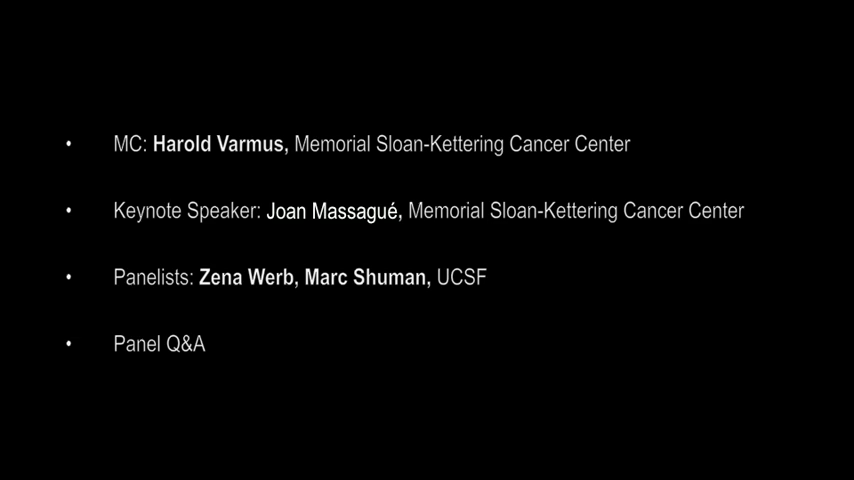 • MC: Harold Varmus, Memorial Sloan-Kettering Cancer Center
• Keynote Speaker: Joan Massagué, Memorial Sloan-Kettering Cancer Center
• Panelists: Zena Werb, Marc Shuman, UCSF
• Panel Q&A